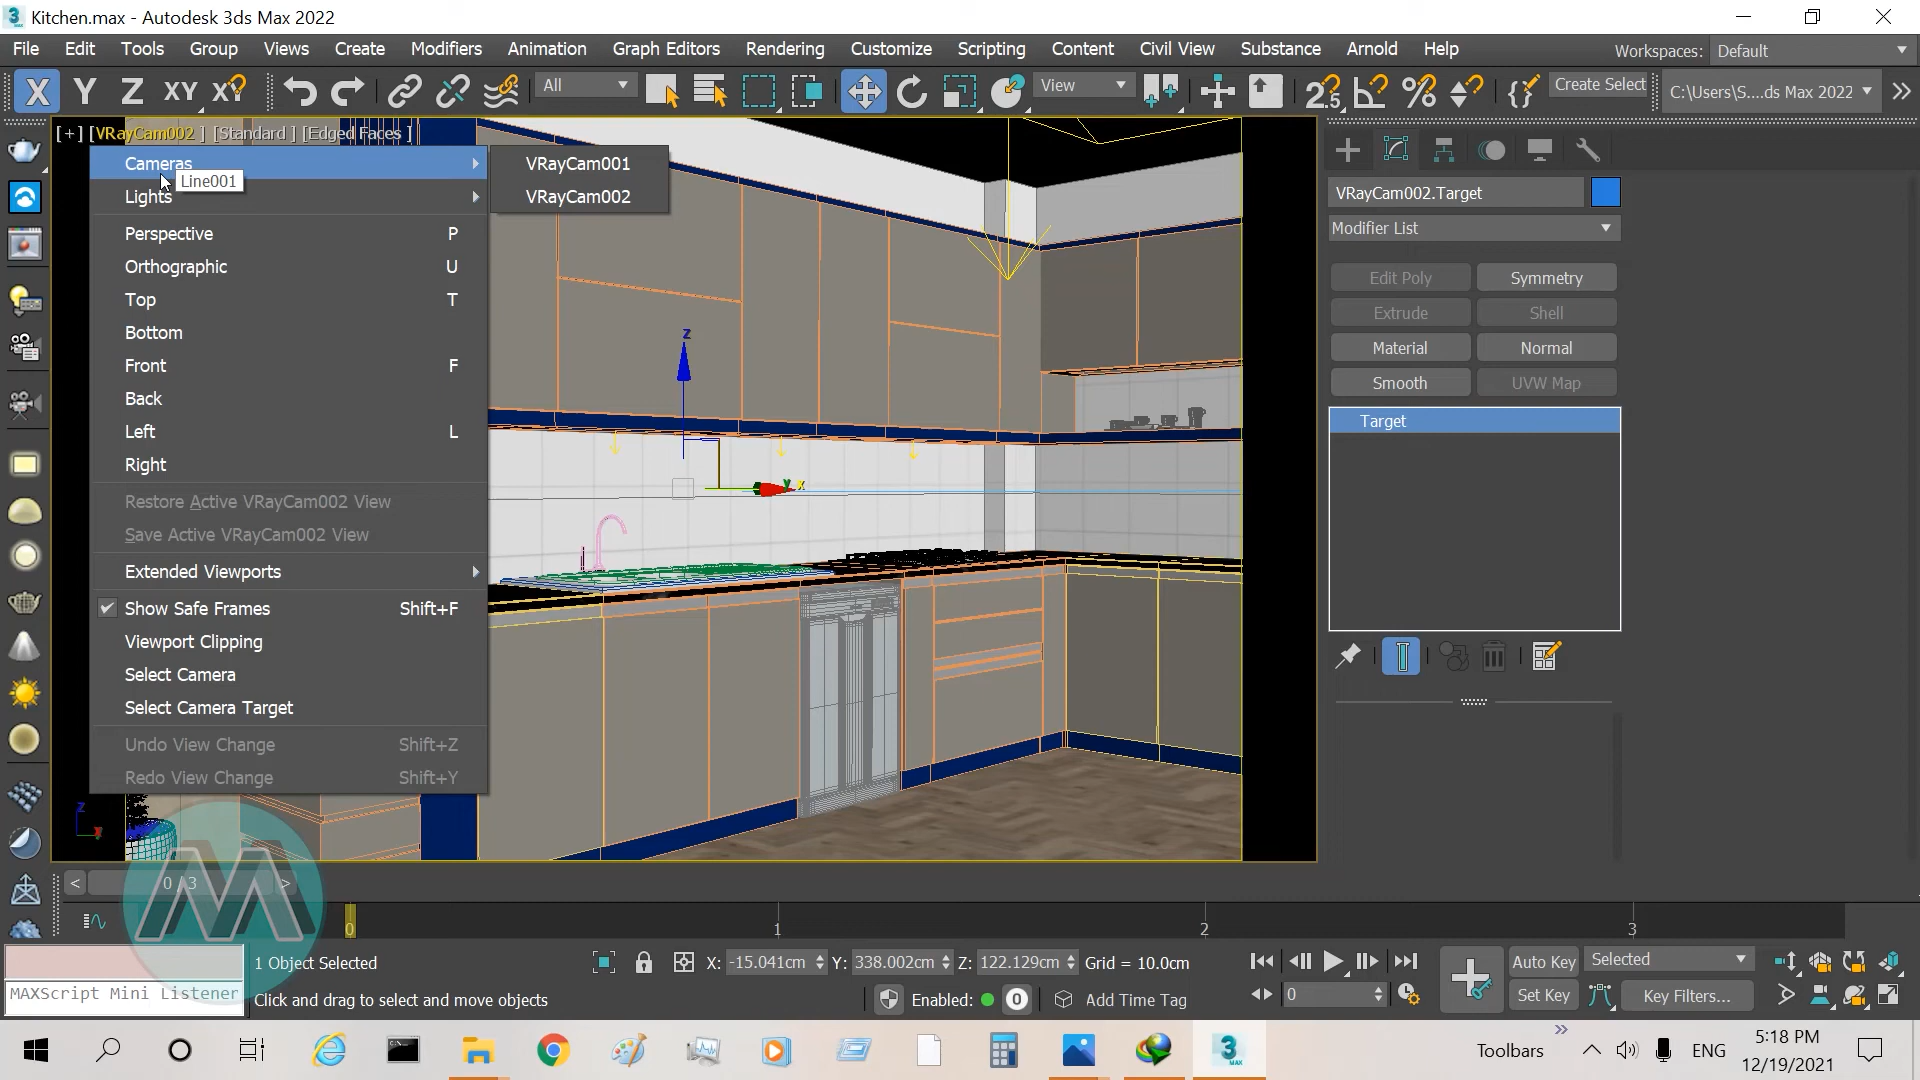 Kitchen.max - Autodesk 3ds Max 2022
File Edit Tools Group Views Create Modifiers Animation Graph Editors Rendering Customize Scripting Content Civil View Substance Arnold Help
Workspaces: Default
X Y Z XY XY
All
View
Create Select
C:\Users\S....ds Max 2022
[+] [VRayCam002 ] [Standard ] [Edged Faces ]
Cameras
Line001
VRayCam001
VRayCam002
Lights
Perspective P
Orthographic U
Top T
Bottom
Front F
Back
Left L
Right
Restore Active VRayCam002 View
Save Active VRayCam002 View
Extended Viewports
Show Safe Frames Shift+F
Viewport Clipping
Select Camera
Select Camera Target
Undo View Change Shift+Z
Redo View Change Shift+Y
z
y x
VRayCam002.Target
Modifier List
Edit Poly Symmetry
Extrude Shell
Material Normal
Smooth UVW Map
Target
< 0 / 3 >
0 1 2 3
MAXScript Mini Listener
1 Object Selected
Click and drag to select and move objects
X: -15.041cm Y: 338.002cm Z: 122.129cm Grid = 10.0cm
Enabled: 0 Add Time Tag
0
Auto Key Selected
Set Key Key Filters...
Toolbars
ENG
5:18 PM
12/19/2021